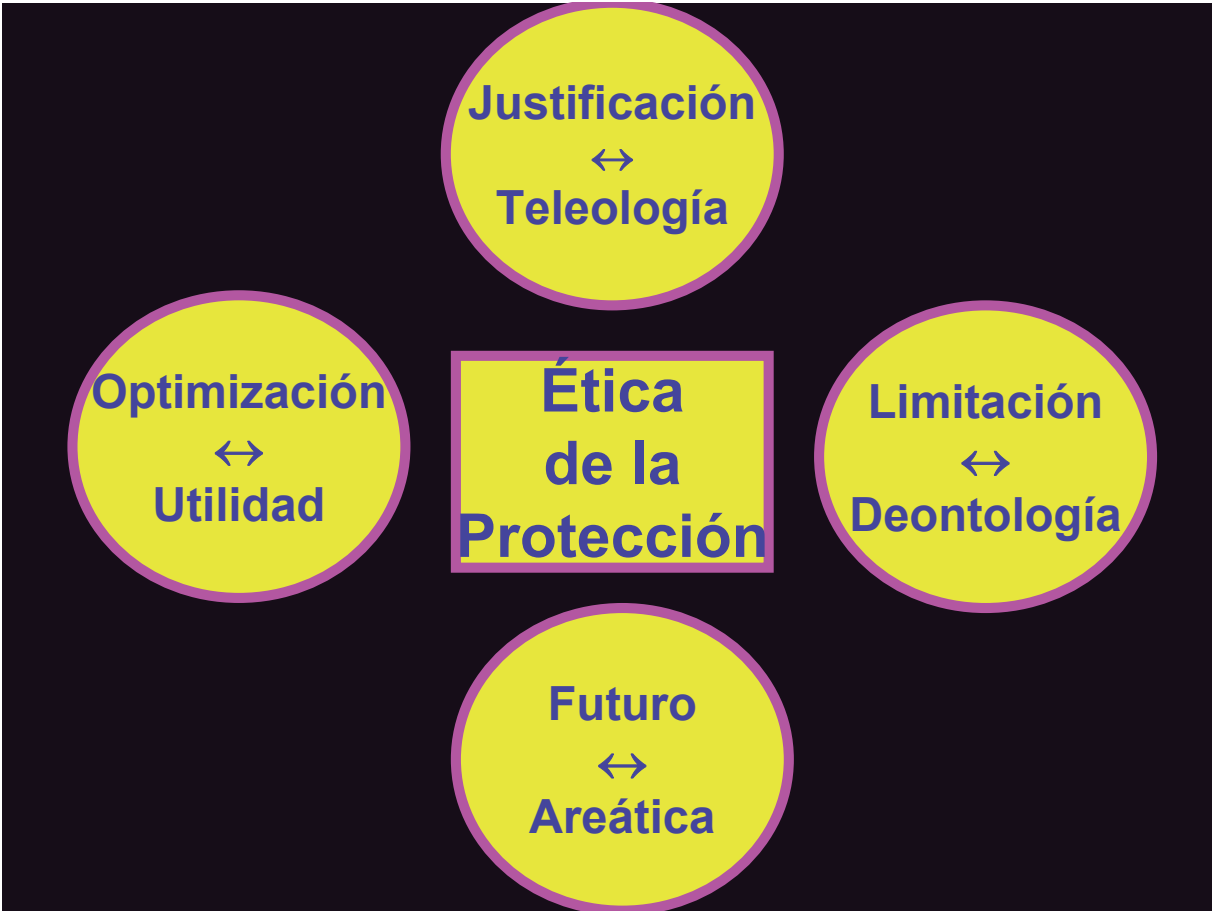 Justificación
↔
Teleología
Optimización
↔
Utilidad
Ética
de la
Protección
Limitación
↔
Deontología
Futuro
↔
Areática